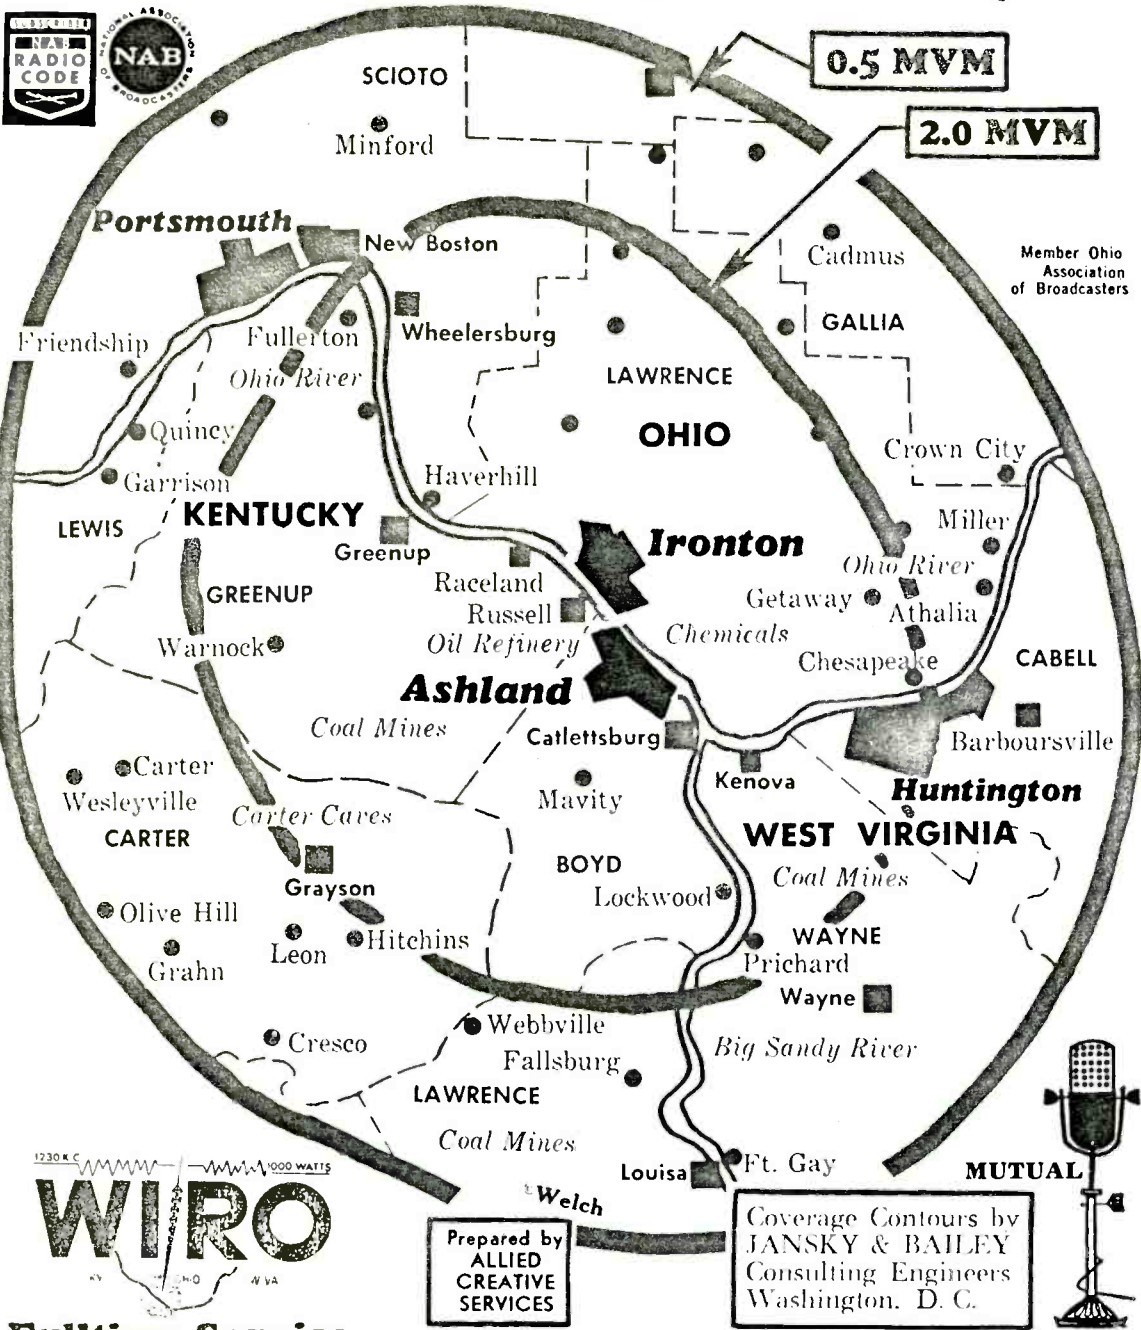 SUBSCRIBER
NAB
RADIO
CODE
NATIONAL ASSOCIATION
OF BROADCASTERS
NAB
0.5 MVM
2.0 MVM
SCIOTO
Minford
Portsmouth
New Boston
Cadmus
Member Ohio
Association
of Broadcasters
Friendship
Fullerton
Wheelersburg
GALLIA
Ohio River
LAWRENCE
OHIO
Quincy
Crown City
Garrison
Haverhill
LEWIS
KENTUCKY
Greenup
Ironton
Miller
Ohio River
Raceland
GREENUP
Russell
Getaway
Athalia
Warnock
Oil Refinery
Chemicals
Chesapeake
CABELL
Ashland
Coal Mines
Catlettsburg
Barboursville
Carter
Wesleyville
Kenova
Mavity
Huntington
Carter Caves
CARTER
WEST VIRGINIA
BOYD
Coal Mines
Grayson
Lockwood
Olive Hill
Leon
Hitchins
WAYNE
Grahn
Prichard
Wayne
Webbville
Cresco
Fallsburg
Big Sandy River
LAWRENCE
Coal Mines
Louisa
Ft. Gay
MUTUAL
1230 KC
1000 WATTS
WIRO
KY
OHIO
W.VA
Welch
Prepared by
ALLIED
CREATIVE
SERVICES
Coverage Contours by
JANSKY & BAILEY
Consulting Engineers
Washington, D. C.